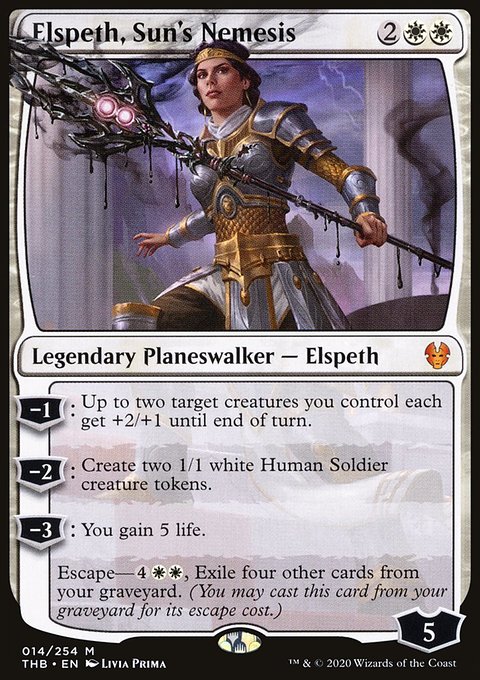 Elspeth, Sun's Nemesis 2
Legendary Planeswalker — Elspeth
−1: Up to two target creatures you control each
get +2/+1 until end of turn.
−2: Create two 1/1 white Human Soldier
creature tokens.
−3: You gain 5 life.
Escape—4, Exile four other cards from
your graveyard. (You may cast this card from your
graveyard for its escape cost.)
5
014/254 M
THB • EN Livia Prima
™ & © 2020 Wizards of the Coast